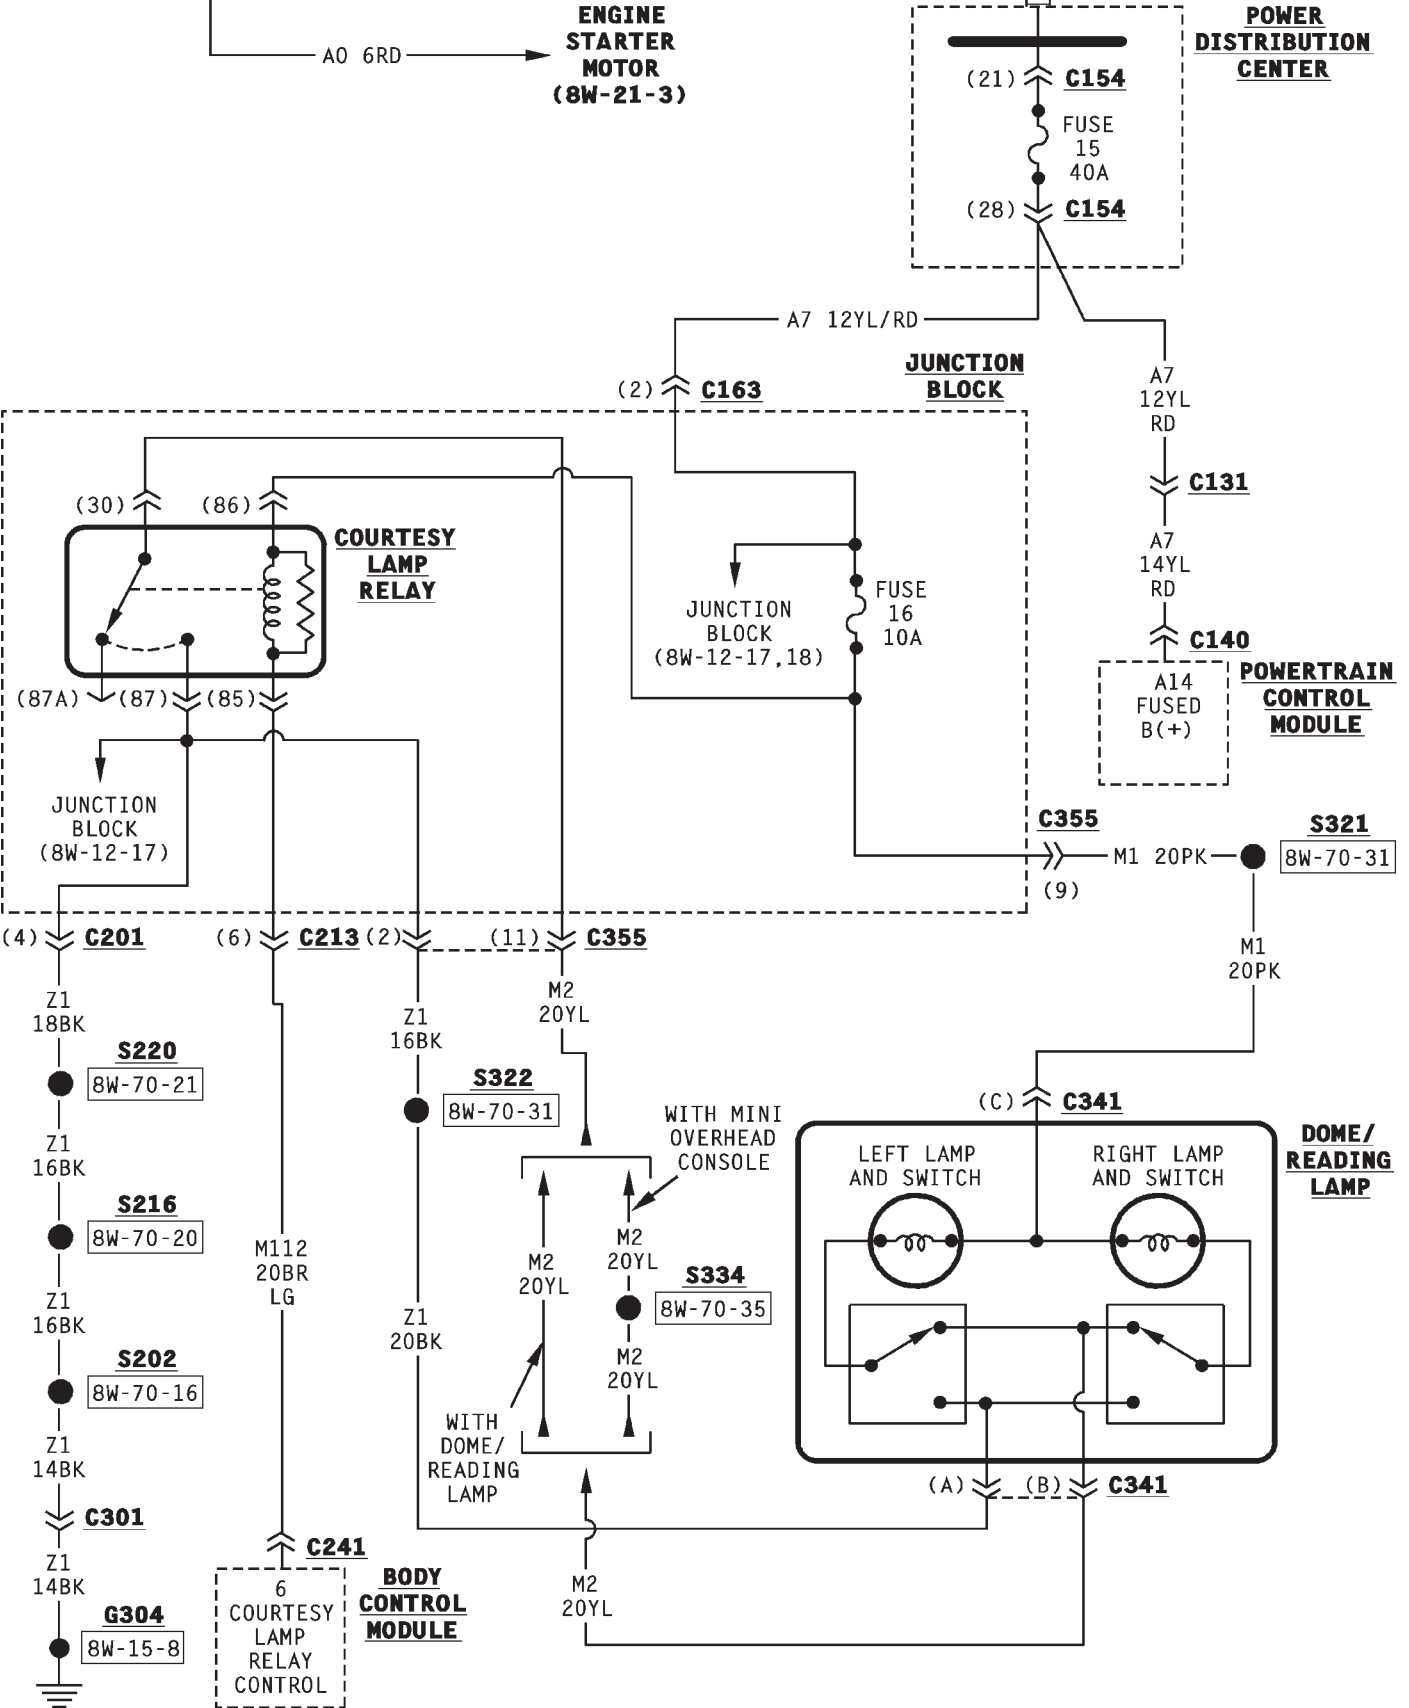 ENGINE
STARTER
MOTOR
(8W-21-3)
A0 6RD
POWER
DISTRIBUTION
CENTER
(21) C154
FUSE
15
40A
(28) C154
A7 12YL/RD
JUNCTION
BLOCK
(2) C163
A7
12YL
RD
C131
A7
14YL
RD
C140
A14
FUSED
B(+)
POWERTRAIN
CONTROL
MODULE
(30) (86)
COURTESY
LAMP
RELAY
(87A) (87) (85)
JUNCTION
BLOCK
(8W-12-17,18)
FUSE
16
10A
JUNCTION
BLOCK
(8W-12-17)
C355
(9)
M1 20PK
S321
8W-70-31
M1
20PK
(4) C201
(6) C213
(2) (11) C355
Z1
18BK
S220
8W-70-21
Z1
16BK
S216
8W-70-20
Z1
16BK
S202
8W-70-16
Z1
14BK
C301
Z1
14BK
G304
8W-15-8
M112
20BR
LG
C241
6
COURTESY
LAMP
RELAY
CONTROL
BODY
CONTROL
MODULE
Z1
16BK
S322
8W-70-31
Z1
20BK
M2
20YL
WITH MINI
OVERHEAD
CONSOLE
M2
20YL
M2
20YL
S334
8W-70-35
M2
20YL
WITH
DOME/
READING
LAMP
M2
20YL
(C) C341
DOME/
READING
LAMP
LEFT LAMP
AND SWITCH
RIGHT LAMP
AND SWITCH
(A) (B) C341